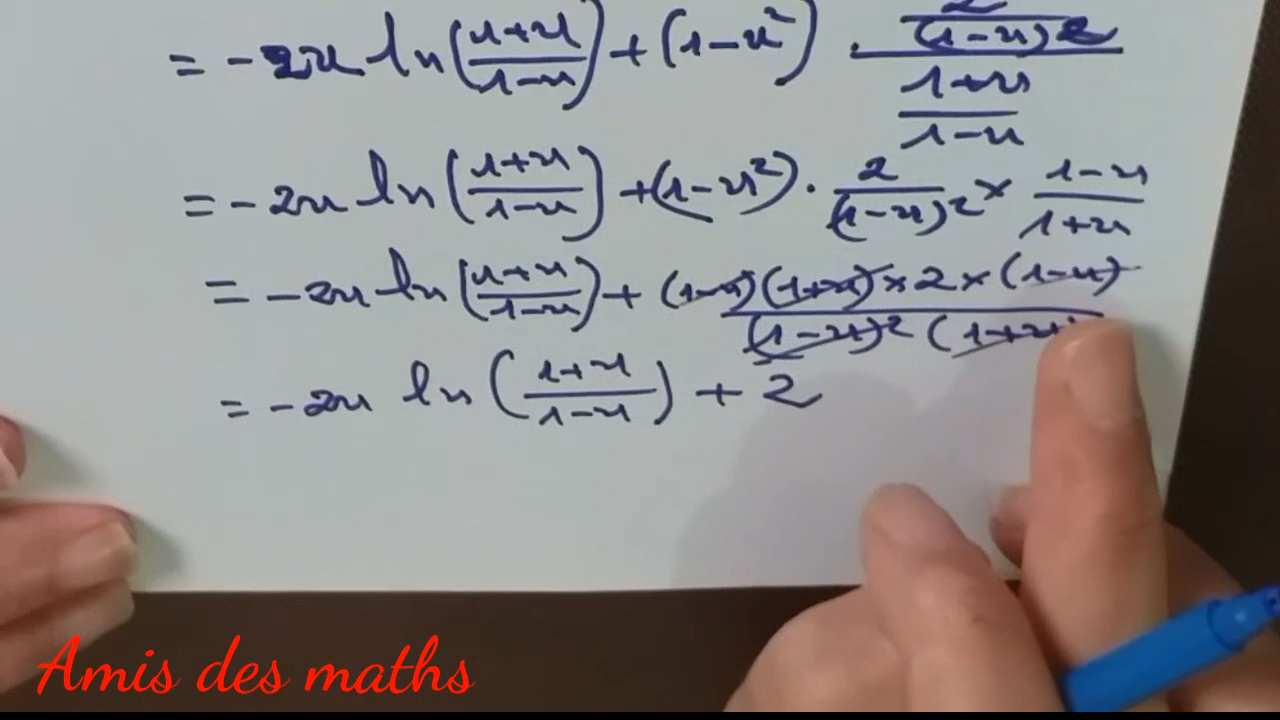 = -2x ln((1+x)/(1-x)) + (1-x²) . (2/(1-x)2)/((1+x)/(1-x))
= -2x ln((1+x)/(1-x)) + (1-x²) . 2/(1-x)² × (1-x)/(1+x)
= -2x ln((1+x)/(1-x)) + ((1-x)(1+x)×2×(1-x))/((1-x)²(1+x))
= -2x ln((1+x)/(1-x)) + 2
Amis des maths